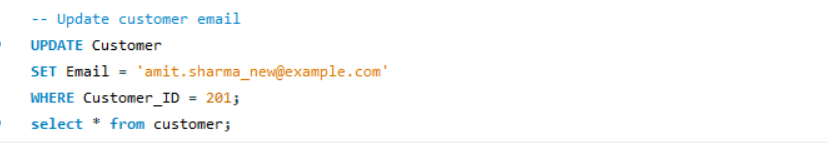 -- Update customer email
UPDATE Customer
SET Email = 'amit.sharma_new@example.com'
WHERE Customer_ID = 201;
select * from customer;